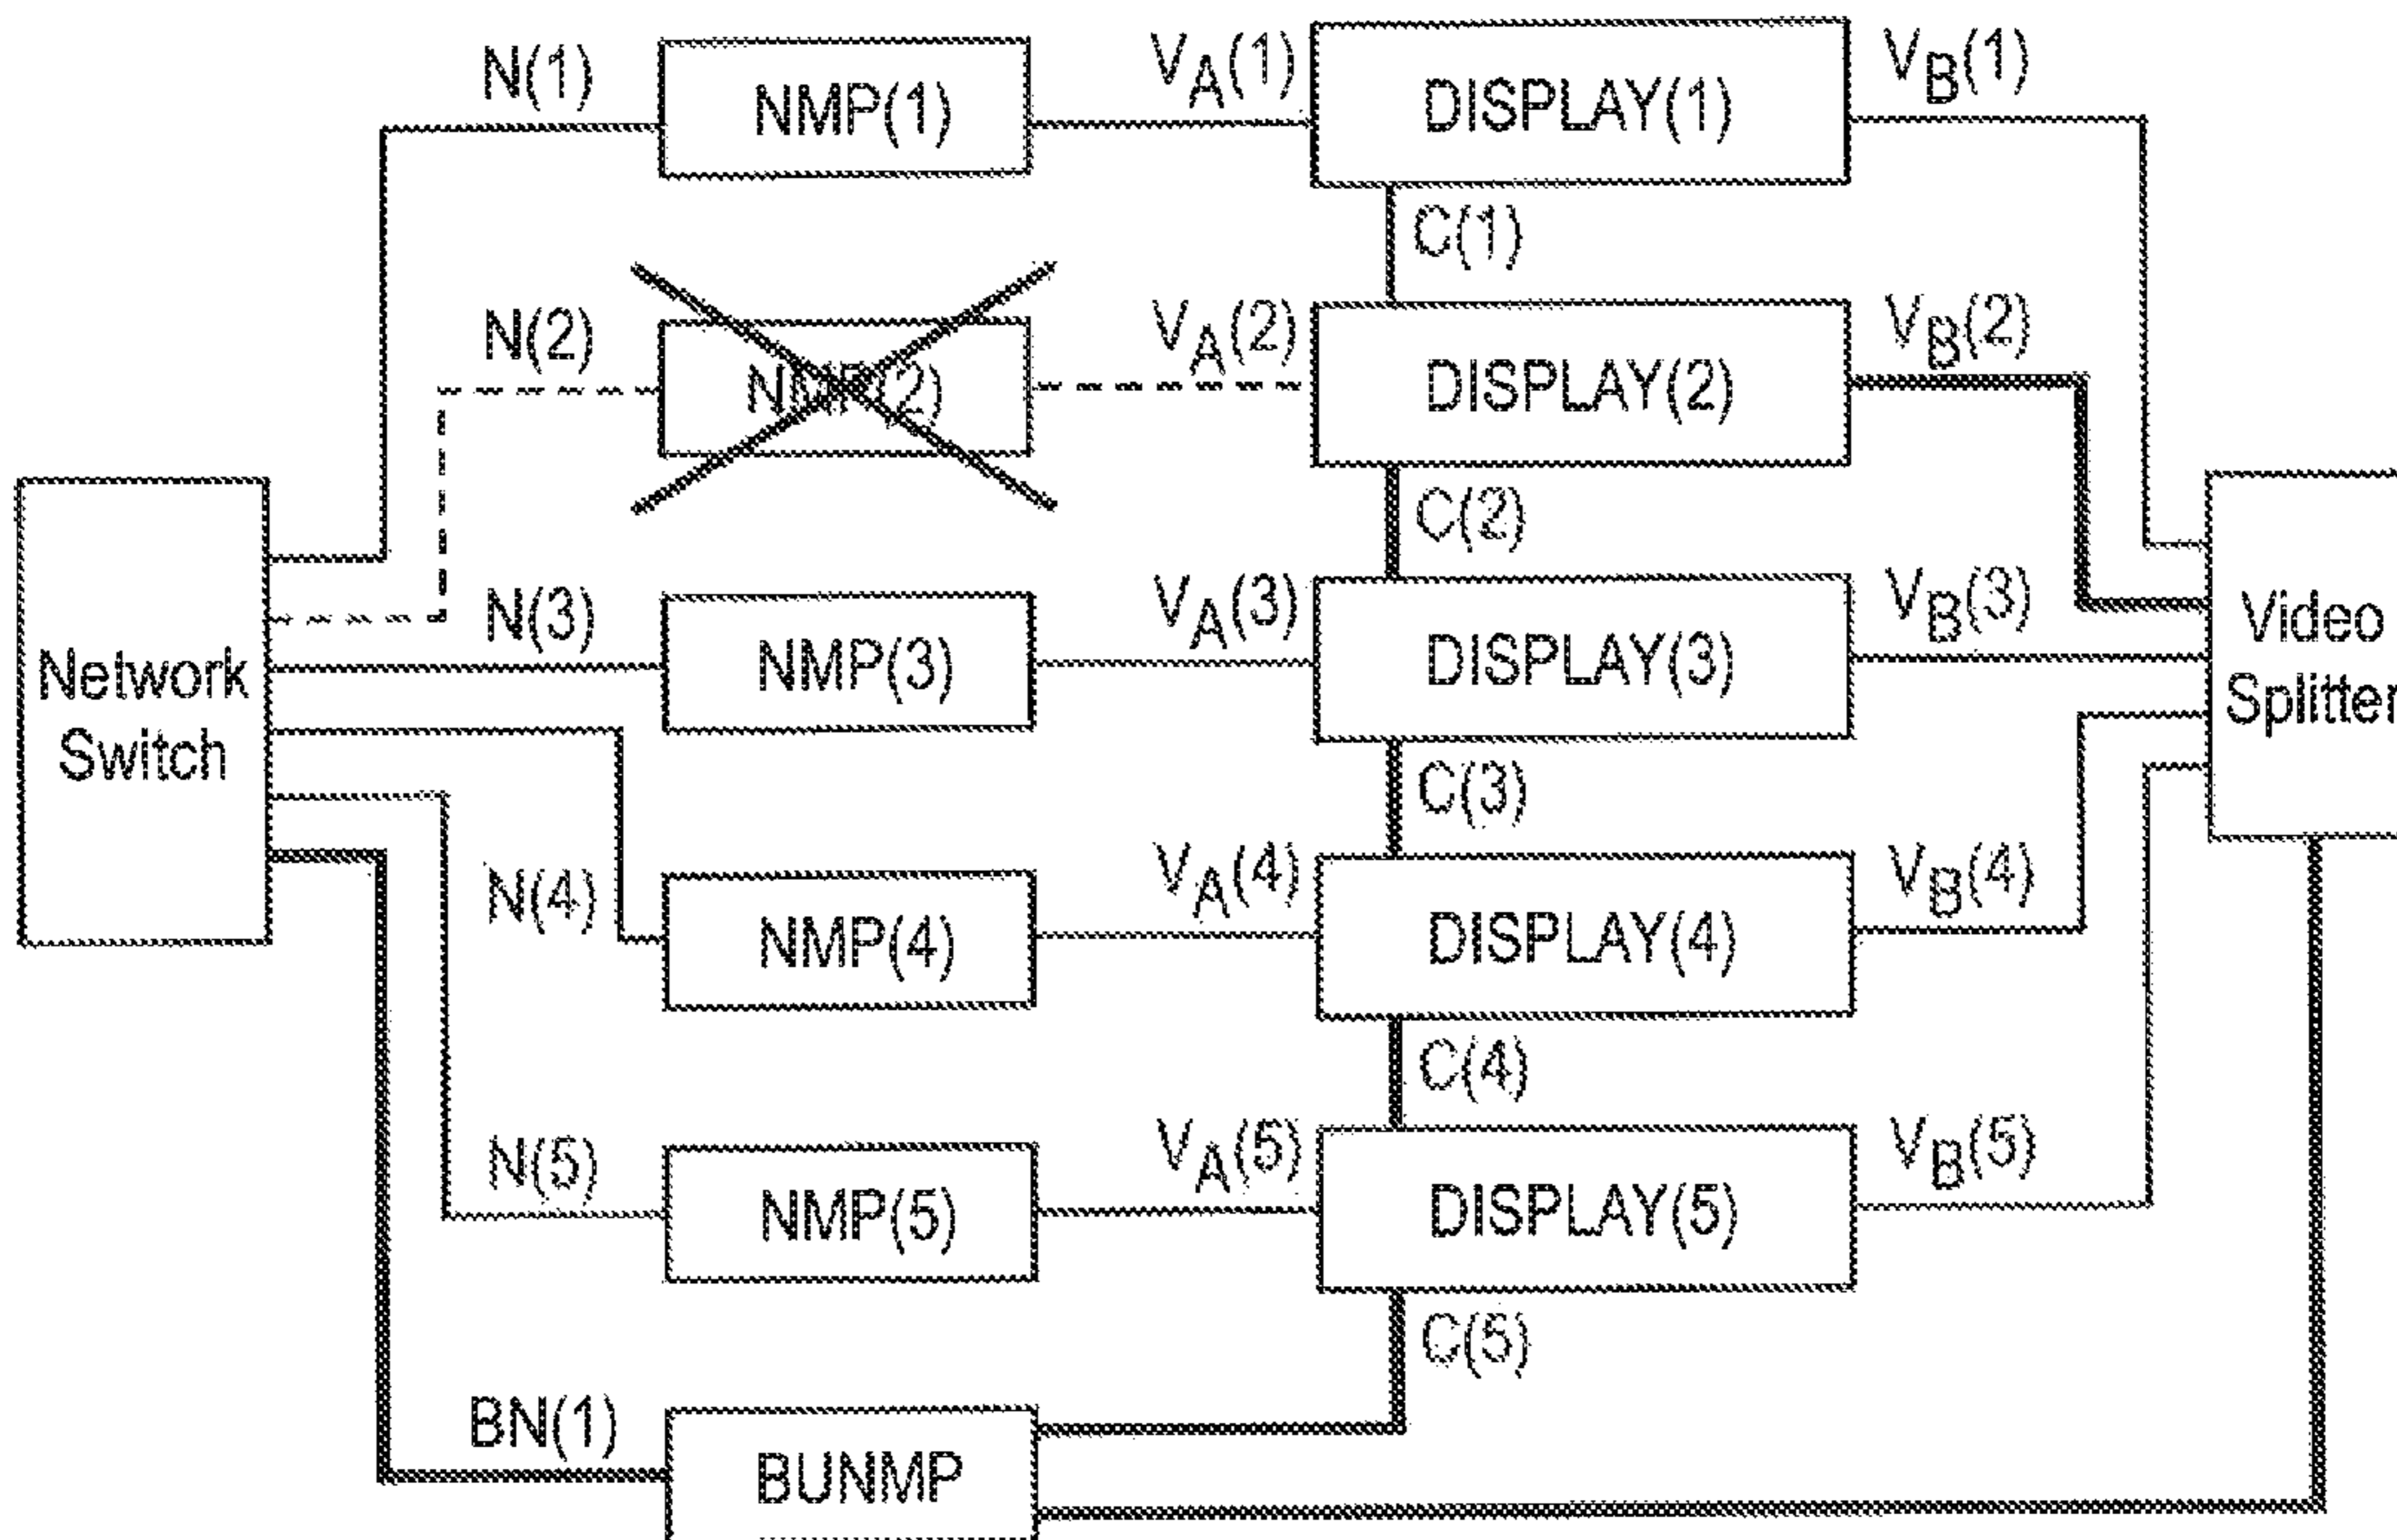 N(1)
NMP(1)
VA(1)
DISPLAY(1)
VB(1)
C(1)
N(2)
NMP(2)
VA(2)
DISPLAY(2)
VB(2)
C(2)
Network
Switch
N(3)
NMP(3)
VA(3)
DISPLAY(3)
VB(3)
Video
Splitter
C(3)
N(4)
NMP(4)
VA(4)
DISPLAY(4)
VB(4)
C(4)
N(5)
NMP(5)
VA(5)
DISPLAY(5)
VB(5)
C(5)
BN(1)
BUNMP